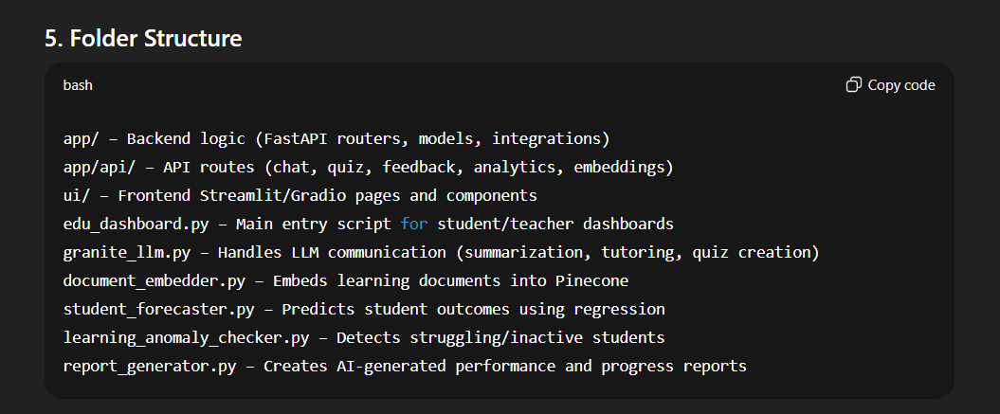 5. Folder Structure
bash
Copy code
app/ – Backend logic (FastAPI routers, models, integrations)
app/api/ – API routes (chat, quiz, feedback, analytics, embeddings)
ui/ – Frontend Streamlit/Gradio pages and components
edu_dashboard.py – Main entry script for student/teacher dashboards
granite_llm.py – Handles LLM communication (summarization, tutoring, quiz creation)
document_embedder.py – Embeds learning documents into Pinecone
student_forecaster.py – Predicts student outcomes using regression
learning_anomaly_checker.py – Detects struggling/inactive students
report_generator.py – Creates AI-generated performance and progress reports